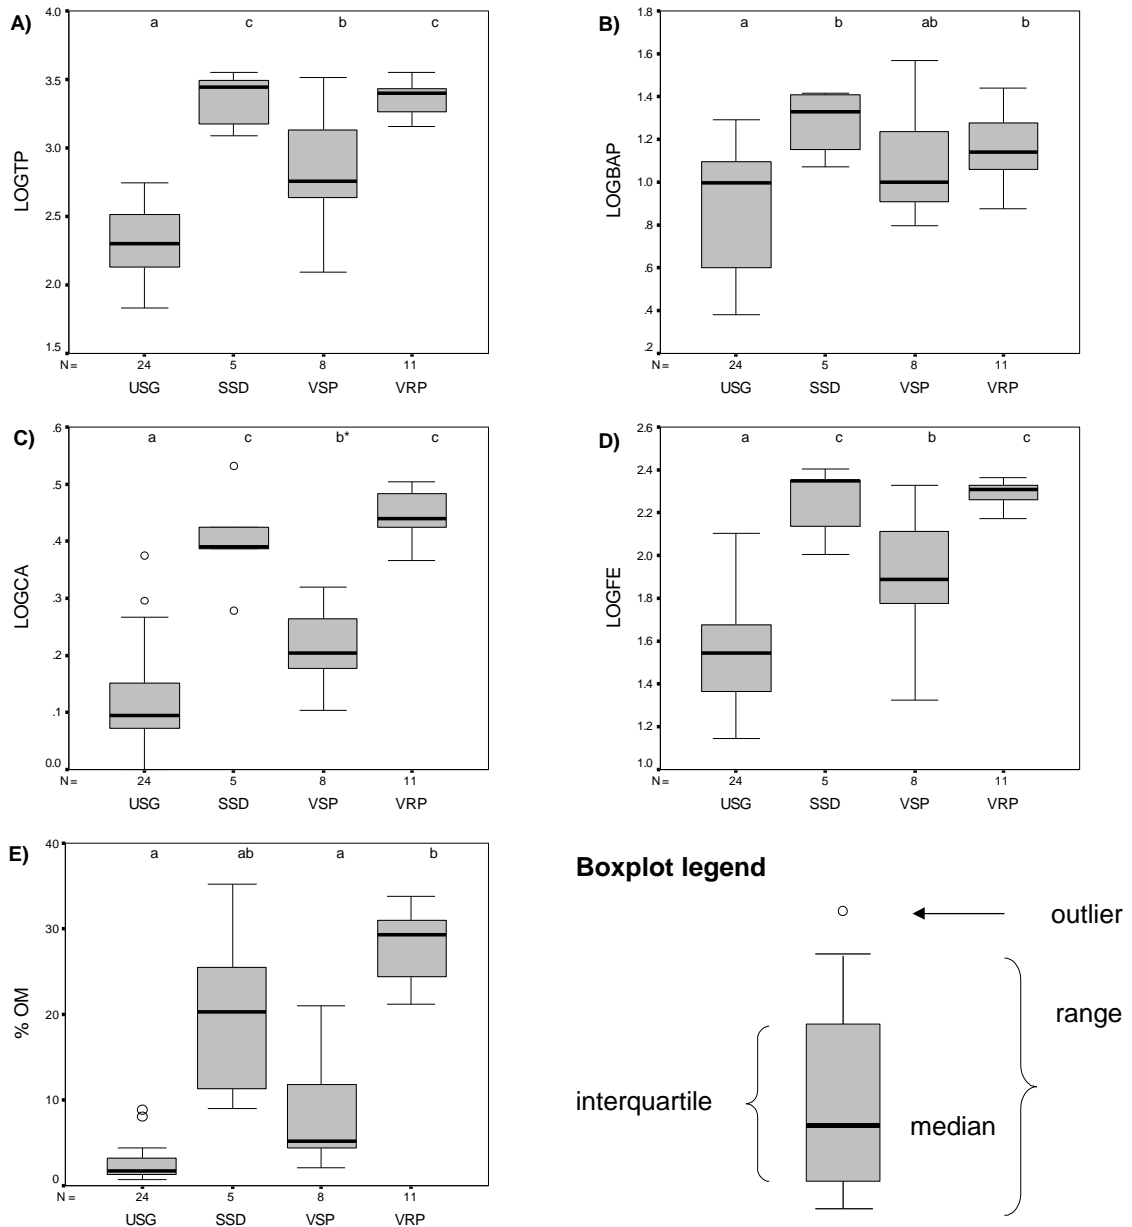 A)
LOGTP
4.0
3.5
3.0
2.5
2.0
1.5
a c b c
N = 24 5 8 11
USG SSD VSP VRP
B)
LOGBAP
1.8
1.6
1.4
1.2
1.0
.8
.6
.4
.2
a b ab b
N = 24 5 8 11
USG SSD VSP VRP
C)
LOGCA
.6
.5
.4
.3
.2
.1
0.0
a c b* c
N = 24 5 8 11
USG SSD VSP VRP
D)
LOGFE
2.6
2.4
2.2
2.0
1.8
1.6
1.4
1.2
1.0
a c b c
N = 24 5 8 11
USG SSD VSP VRP
E)
% OM
40
30
20
10
0
a ab a b
N = 24 5 8 11
USG SSD VSP VRP
Boxplot legend
outlier
range
interquartile
median